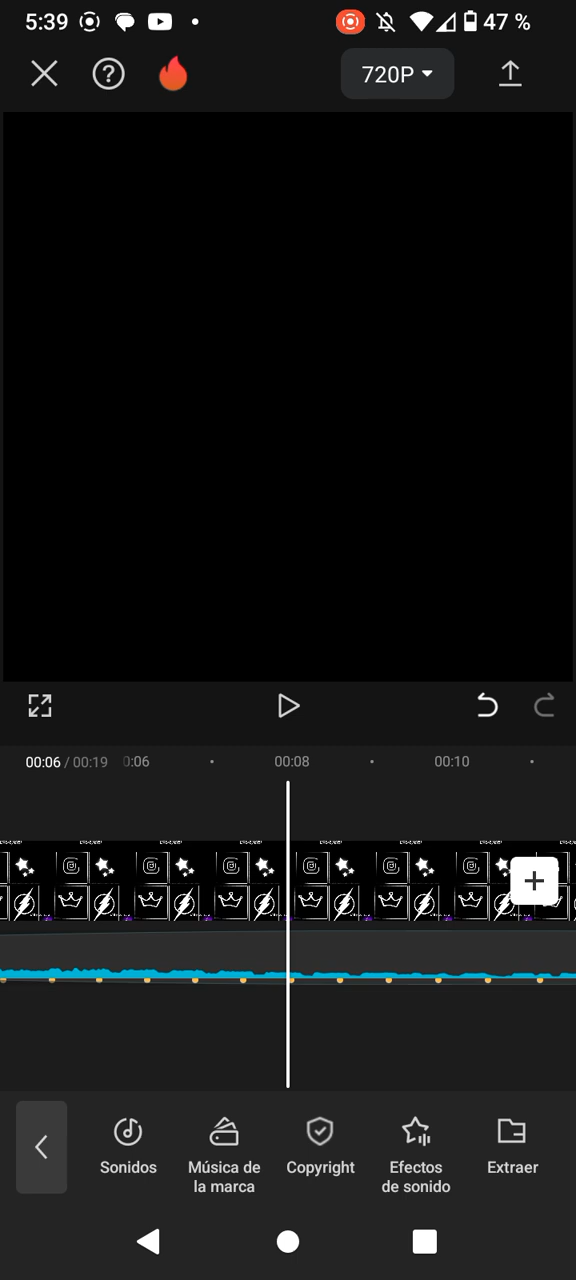 5:39 47 %
720P
00:06 / 00:19 0:06 00:08 00:10
Sonidos
Música de
la marca
Copyright
Efectos
de sonido
Extraer